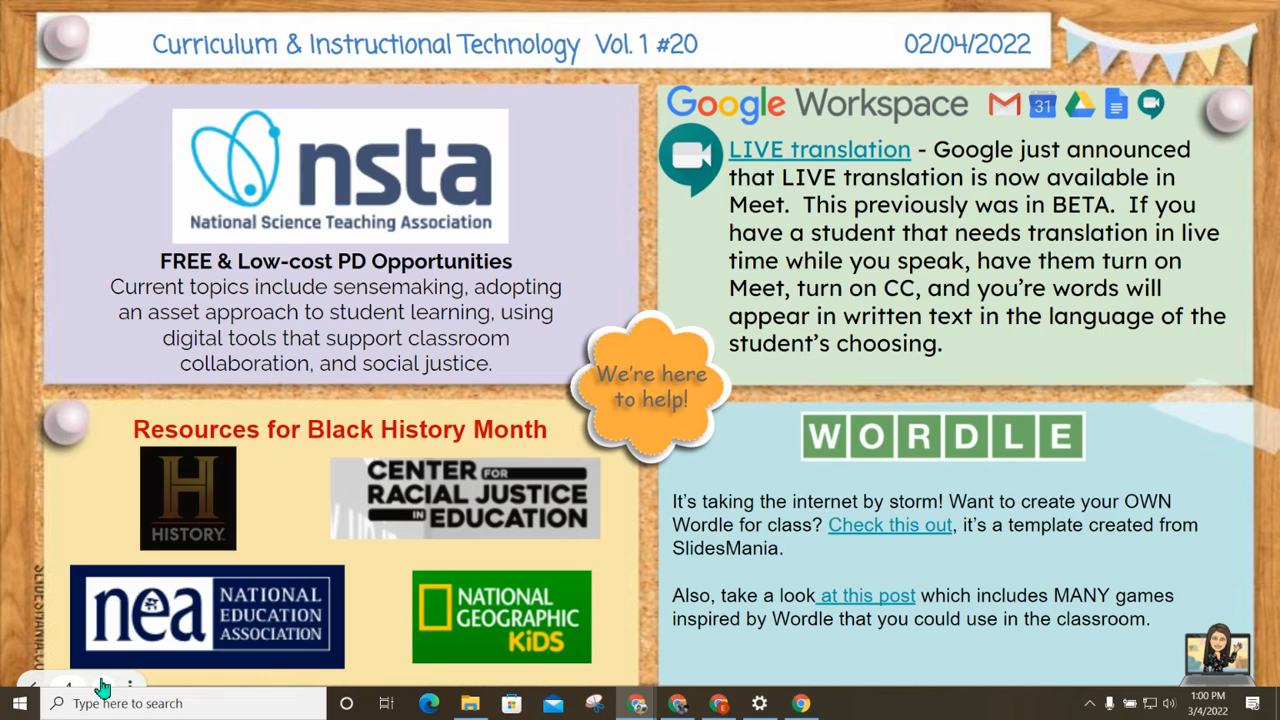 Curriculum & Instructional Technology Vol. 1 #20
02/04/2022
nsta
National Science Teaching Association
FREE & Low-cost PD Opportunities
Current topics include sensemaking, adopting
an asset approach to student learning, using
digital tools that support classroom
collaboration, and social justice.
Google Workspace
31
LIVE translation - Google just announced
that LIVE translation is now available in
Meet. This previously was in BETA. If you
have a student that needs translation in live
time while you speak, have them turn on
Meet, turn on CC, and you're words will
appear in written text in the language of the
student's choosing.
We're here
to help!
Resources for Black History Month
H
HISTORY
CENTER FOR
RACIAL JUSTICE
IN EDUCATION
nea
NATIONAL
EDUCATION
ASSOCIATION
NATIONAL
GEOGRAPHIC
KiDS
WORDLE
It's taking the internet by storm! Want to create your OWN
Wordle for class? Check this out, it's a template created from
SlidesMania.
Also, take a look at this post which includes MANY games
inspired by Wordle that you could use in the classroom.
Type here to search
1:00 PM
3/4/2022